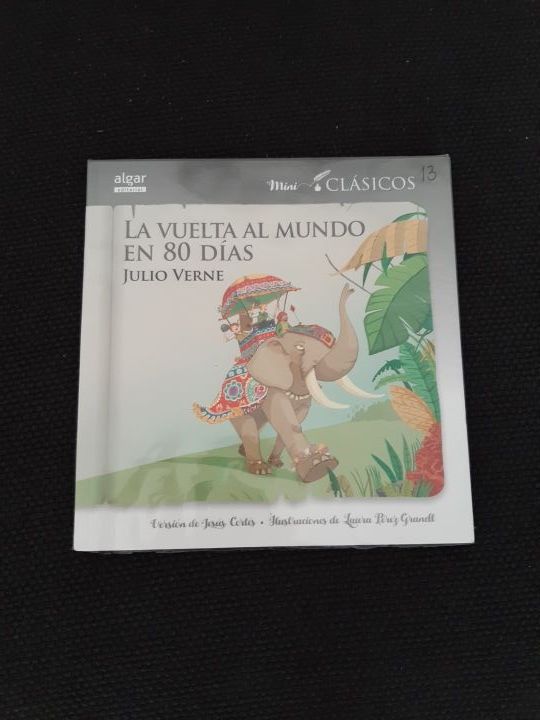 algar
editorial
Mini CLÁSICOS
13
LA VUELTA AL MUNDO
EN 80 DÍAS
JULIO VERNE
Versión de Jesús Cortés • Ilustraciones de Laura Pérez Granell